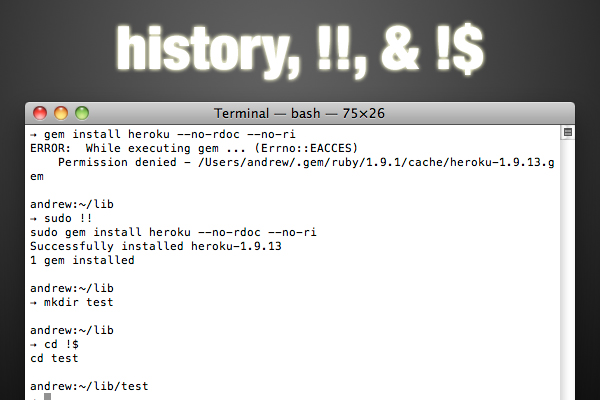 history, !!, & !$
Terminal — bash — 75×26
→ gem install heroku --no-rdoc --no-ri
ERROR:  While executing gem ... (Errno::EACCES)
    Permission denied - /Users/andrew/.gem/ruby/1.9.1/cache/heroku-1.9.13.g
em

andrew:~/lib
→ sudo !!
sudo gem install heroku --no-rdoc --no-ri
Successfully installed heroku-1.9.13
1 gem installed

andrew:~/lib
→ mkdir test

andrew:~/lib
→ cd !$
cd test

andrew:~/lib/test
→